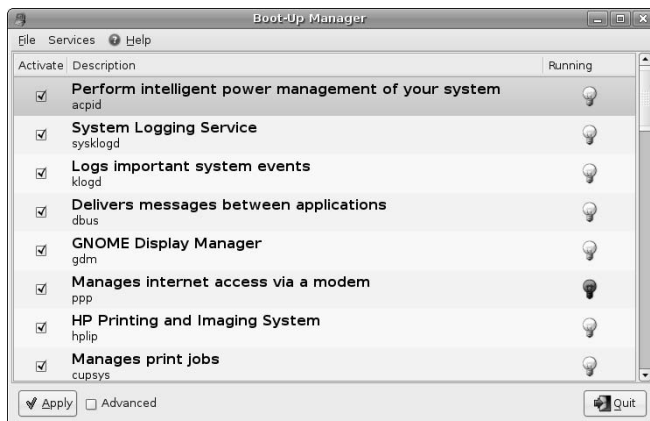 Boot-Up Manager
File Services Help
Activate Description Running
Perform intelligent power management of your system
acpid
System Logging Service
sysklogd
Logs important system events
klogd
Delivers messages between applications
dbus
GNOME Display Manager
gdm
Manages internet access via a modem
ppp
HP Printing and Imaging System
hplip
Manages print jobs
cupsys
Apply Advanced Quit